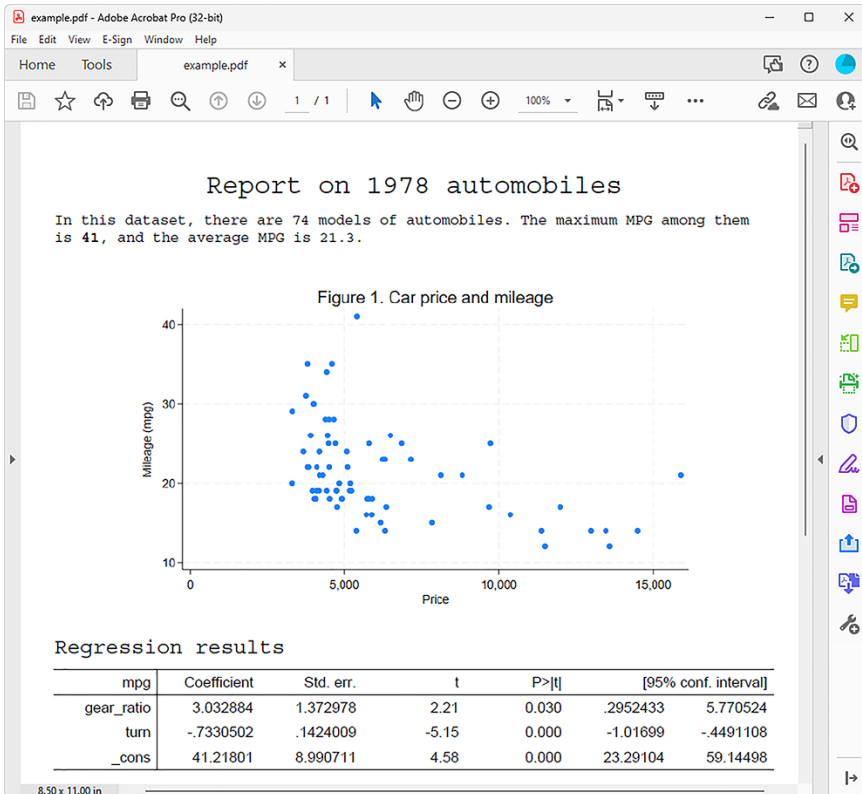 example.pdf - Adobe Acrobat Pro (32-bit)
File Edit View E-Sign Window Help
Home Tools example.pdf ×
1 / 1 100%
Report on 1978 automobiles
In this dataset, there are 74 models of automobiles. The maximum MPG among them
is 41, and the average MPG is 21.3.
Figure 1. Car price and mileage
40
30
20
10
Mileage (mpg)
0 5,000 10,000 15,000
Price
Regression results
mpg Coefficient Std. err. t P>|t| [95% conf. interval]
gear_ratio 3.032884 1.372978 2.21 0.030 .2952433 5.770524
turn -.7330502 .1424009 -5.15 0.000 -1.01699 -.4491108
_cons 41.21801 8.990711 4.58 0.000 23.29104 59.14498
8.50 x 11.00 in